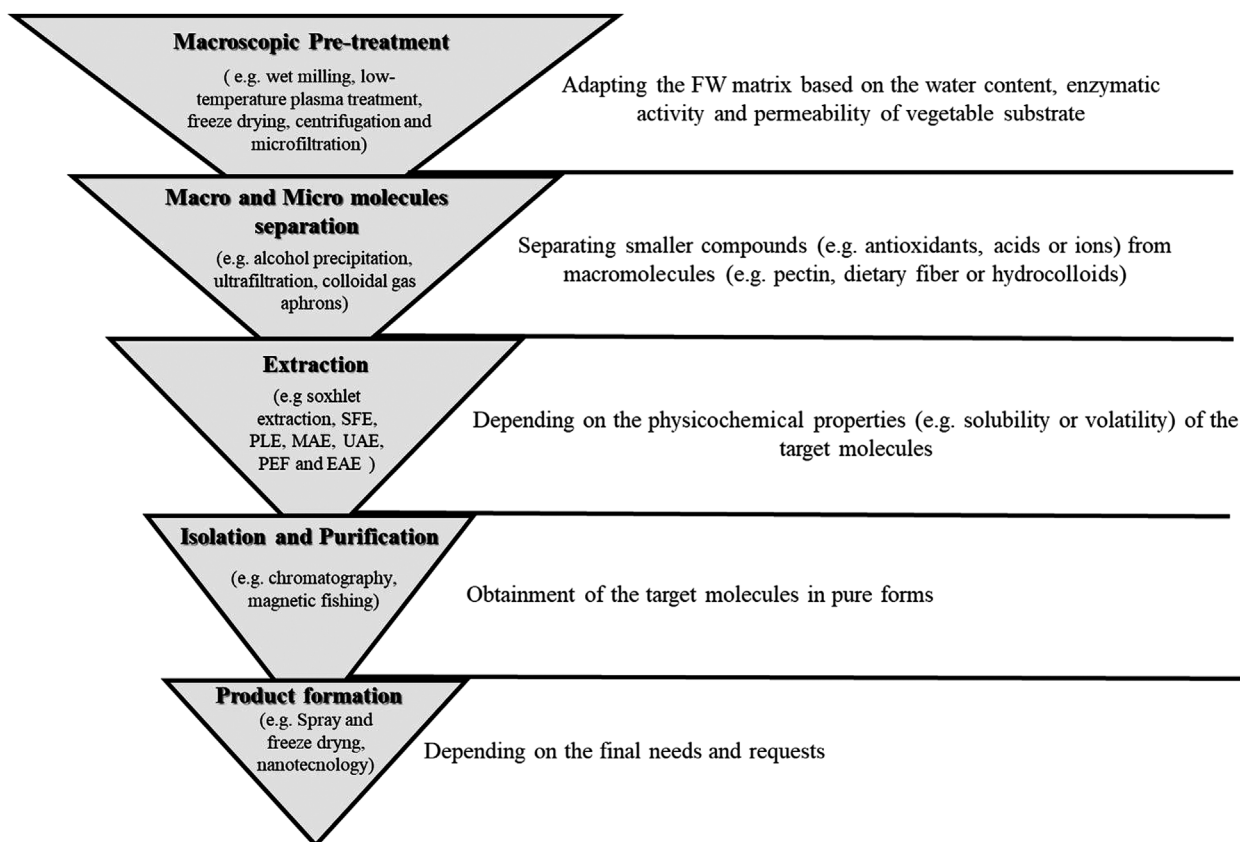 Macroscopic Pre-treatment
( e.g. wet milling, low-
temperature plasma treatment,
freeze drying, centrifugation and
microfiltration)
Adapting the FW matrix based on the water content, enzymatic
activity and permeability of vegetable substrate
Macro and Micro molecules
separation
(e.g. alcohol precipitation,
ultrafiltration, colloidal gas
aphrons)
Separating smaller compounds (e.g. antioxidants, acids or ions) from
macromolecules (e.g. pectin, dietary fiber or hydrocolloids)
Extraction
(e.g soxhlet
extraction, SFE,
PLE, MAE, UAE,
PEF and EAE )
Depending on the physicochemical properties (e.g. solubility or volatility) of the
target molecules
Isolation and Purification
(e.g. chromatography,
magnetic fishing)
Obtainment of the target molecules in pure forms
Product formation
(e.g. Spray and
freeze dryng,
nanotecnology)
Depending on the final needs and requests